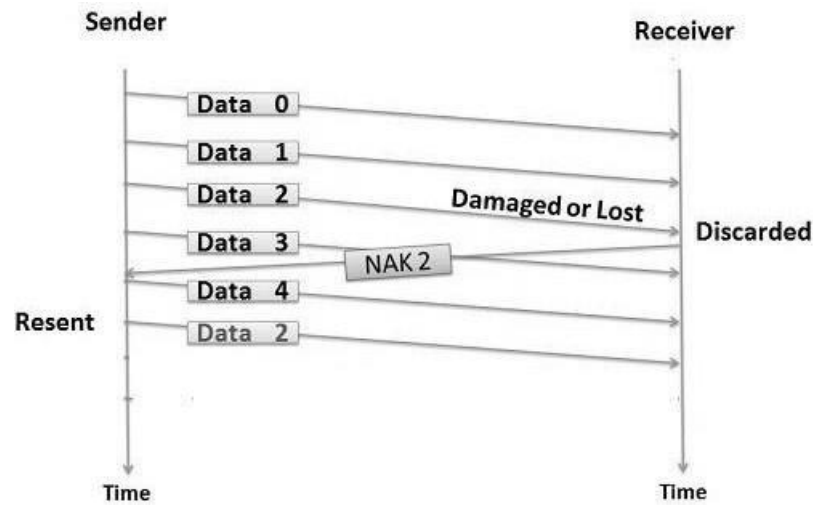 Sender
Receiver
Data 0
Data 1
Data 2
Damaged or Lost
Data 3
Discarded
NAK 2
Data 4
Resent
Data 2
Time
Time